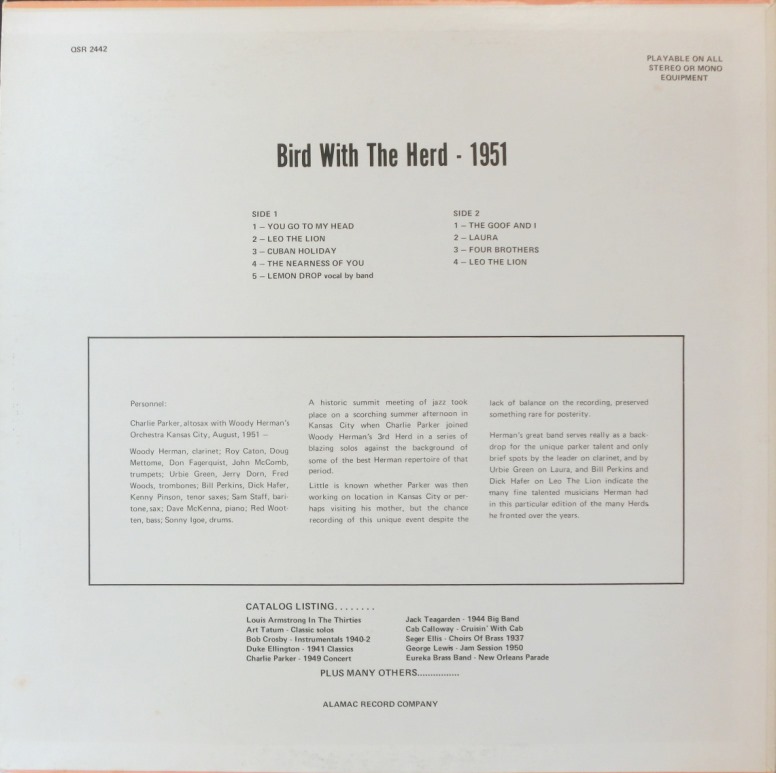 QSR 2442
PLAYABLE ON ALL
STEREO OR MONO
EQUIPMENT
Bird With The Herd - 1951
SIDE 1
1 – YOU GO TO MY HEAD
2 – LEO THE LION
3 – CUBAN HOLIDAY
4 – THE NEARNESS OF YOU
5 – LEMON DROP vocal by band
SIDE 2
1 – THE GOOF AND I
2 – LAURA
3 – FOUR BROTHERS
4 – LEO THE LION
Personnel:
Charlie Parker, altosax with Woody Herman's
Orchestra Kansas City, August, 1951 –
Woody Herman, clarinet; Roy Caton, Doug
Mettome, Don Fagerquist, John McComb,
trumpets; Urbie Green, Jerry Dorn, Fred
Woods, trombones; Bill Perkins, Dick Hafer,
Kenny Pinson, tenor saxes; Sam Staff, bari-
tone, sax; Dave McKenna, piano; Red Woot-
ten, bass; Sonny Igoe, drums.
A historic summit meeting of jazz took
place on a scorching summer afternoon in
Kansas City when Charlie Parker joined
Woody Herman's 3rd Herd in a series of
blazing solos against the background of
some of the best Herman repertoire of that
period.
Little is known whether Parker was then
working on location in Kansas City or per-
haps visiting his mother, but the chance
recording of this unique event despite the
lack of balance on the recording, preserved
something rare for posterity.
Herman's great band serves really as a back-
drop for the unique parker talent and only
brief spots by the leader on clarinet, and by
Urbie Green on Laura, and Bill Perkins and
Dick Hafer on Leo The Lion indicate the
many fine talented musicians Herman had
in this particular edition of the many Herds
he fronted over the years.
CATALOG LISTING........
Louis Armstrong In The Thirties
Art Tatum - Classic solos
Bob Crosby - Instrumentals 1940-2
Duke Ellington - 1941 Classics
Charlie Parker - 1949 Concert
Jack Teagarden - 1944 Big Band
Cab Calloway - Cruisin' With Cab
Seger Ellis - Choirs Of Brass 1937
George Lewis - Jam Session 1950
Eureka Brass Band - New Orleans Parade
PLUS MANY OTHERS................
ALAMAC RECORD COMPANY